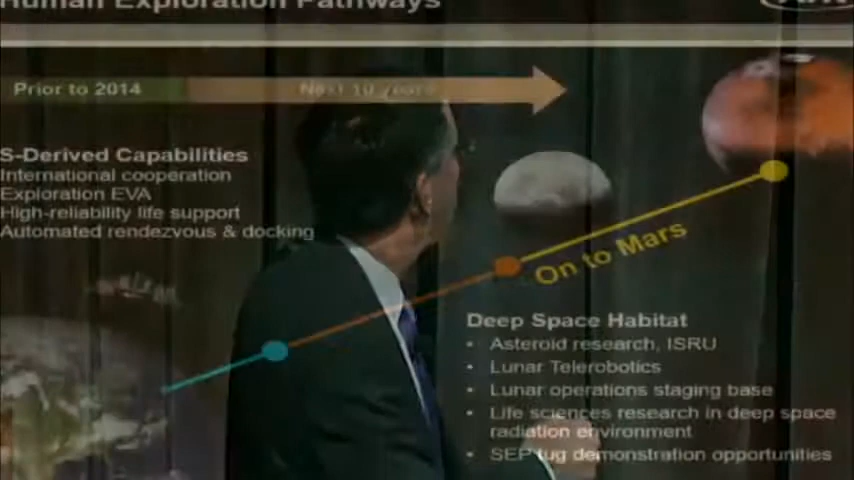 Human Exploration Pathways
Prior to 2014
Next 10 years
S-Derived Capabilities
International cooperation
Exploration EVA
High-reliability life support
Automated rendezvous & docking
On to Mars
Deep Space Habitat
• Asteroid research, ISRU
• Lunar Telerobotics
• Lunar operations staging base
• Life sciences research in deep space
radiation environment
• SEP tug demonstration opportunities